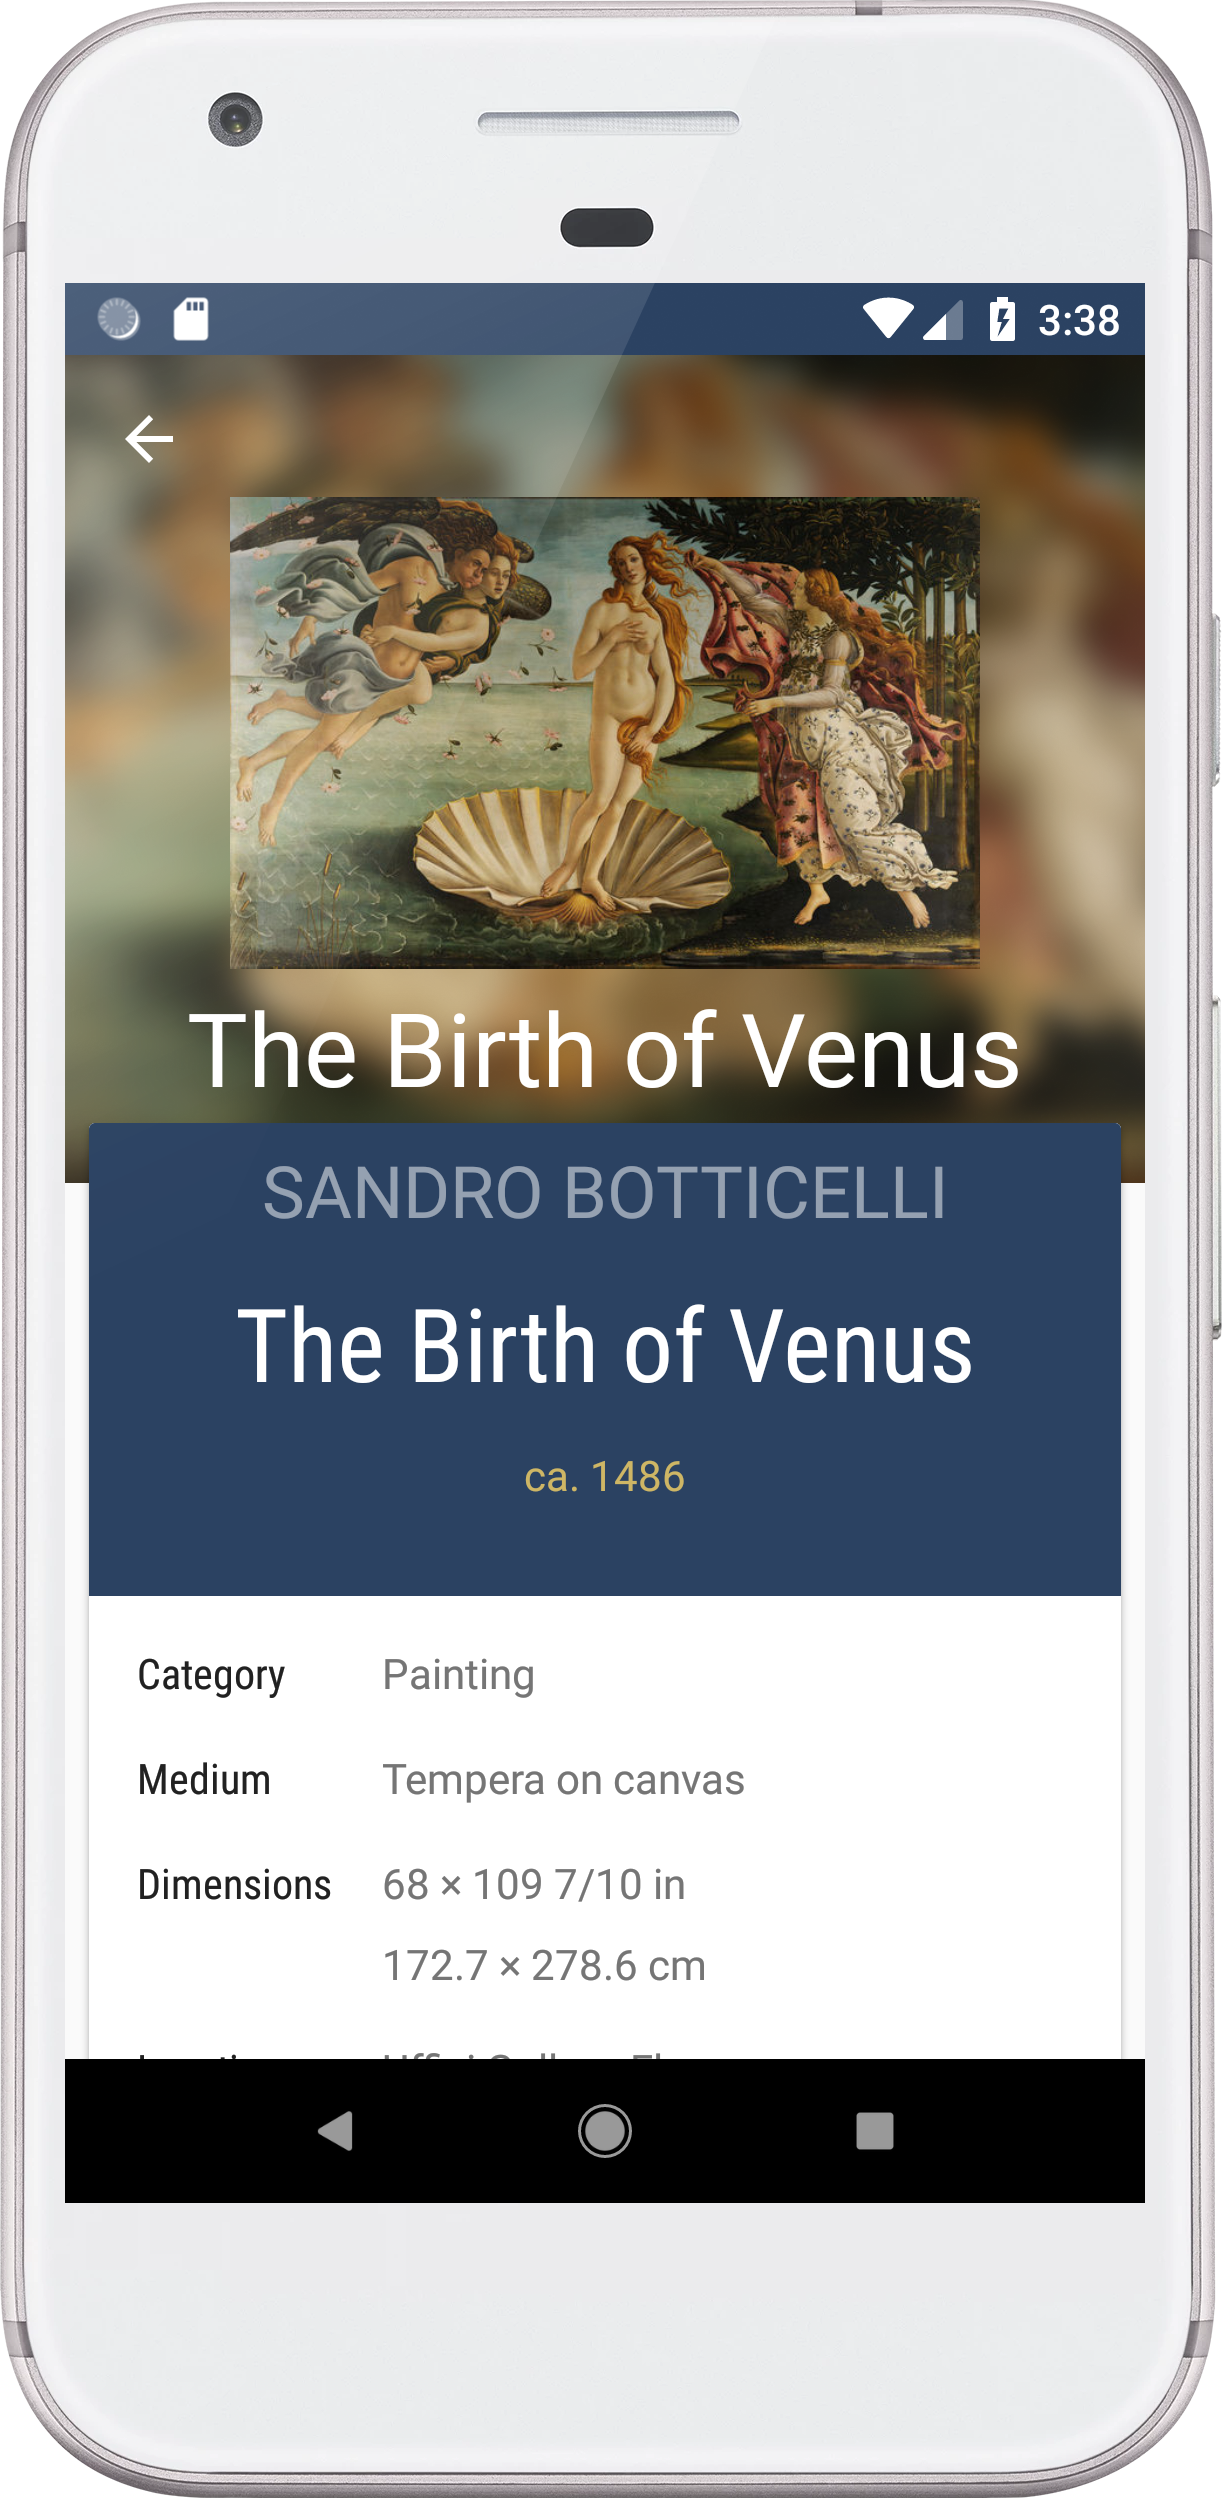 3:38
The Birth of Venus
SANDRO BOTTICELLI
The Birth of Venus
ca. 1486
Category Painting
Medium Tempera on canvas
Dimensions 68 × 109 7/10 in
172.7 × 278.6 cm